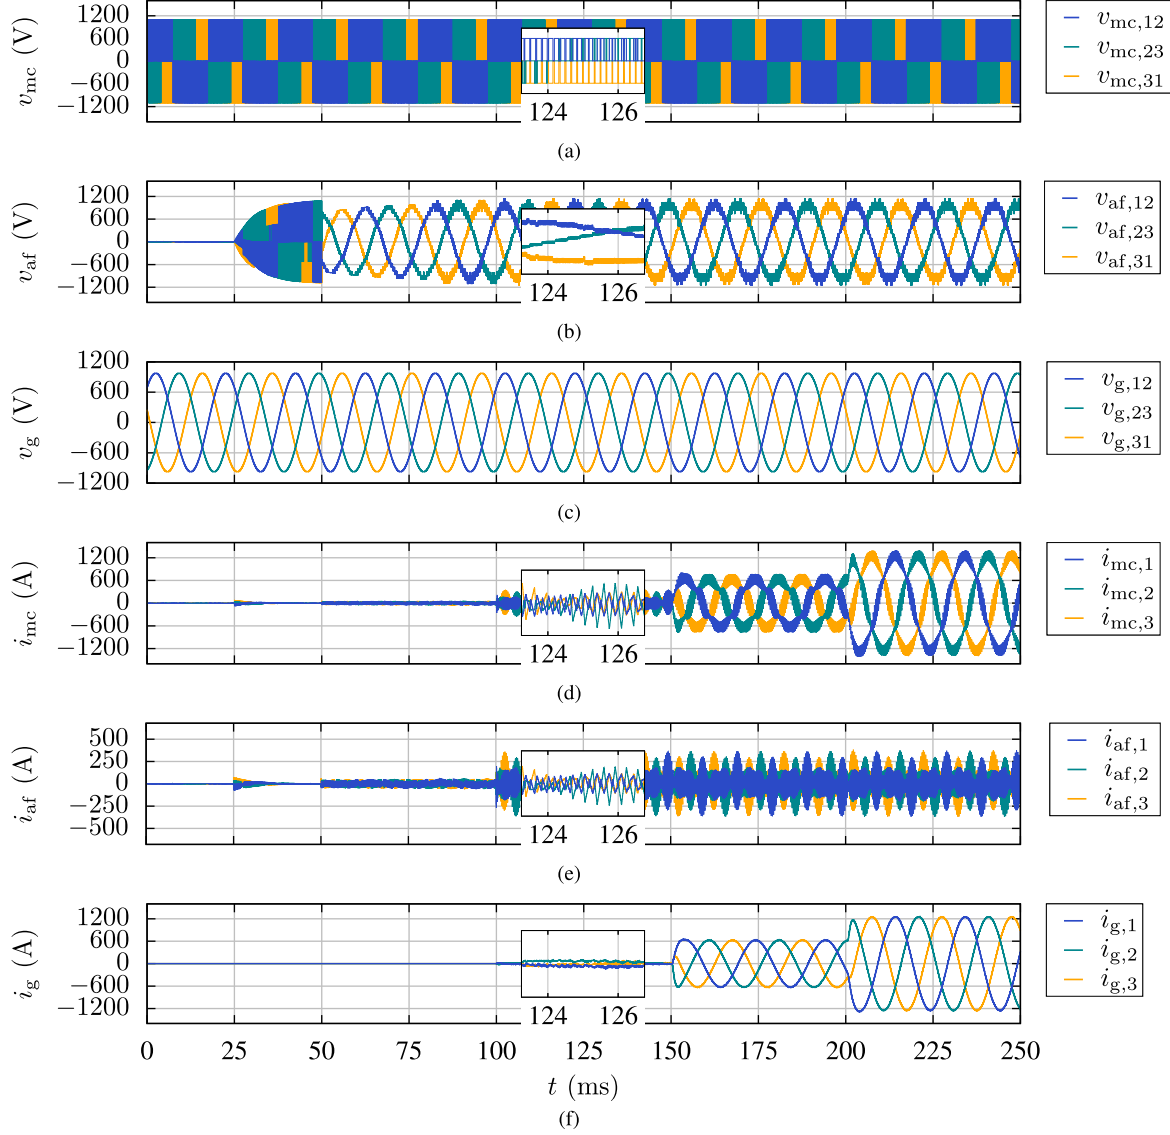 1200
600
0
−600
−1200
v_mc (V)
124 126
v_mc,12
v_mc,23
v_mc,31
(a)
1200
600
0
−600
−1200
v_af (V)
124 126
v_af,12
v_af,23
v_af,31
(b)
1200
600
0
−600
−1200
v_g (V)
v_g,12
v_g,23
v_g,31
(c)
1200
600
0
−600
−1200
i_mc (A)
124 126
i_mc,1
i_mc,2
i_mc,3
(d)
500
250
0
−250
−500
i_af (A)
124 126
i_af,1
i_af,2
i_af,3
(e)
1200
600
0
−600
−1200
i_g (A)
124 126
i_g,1
i_g,2
i_g,3
0 25 50 75 100 125 150 175 200 225 250
t (ms)
(f)